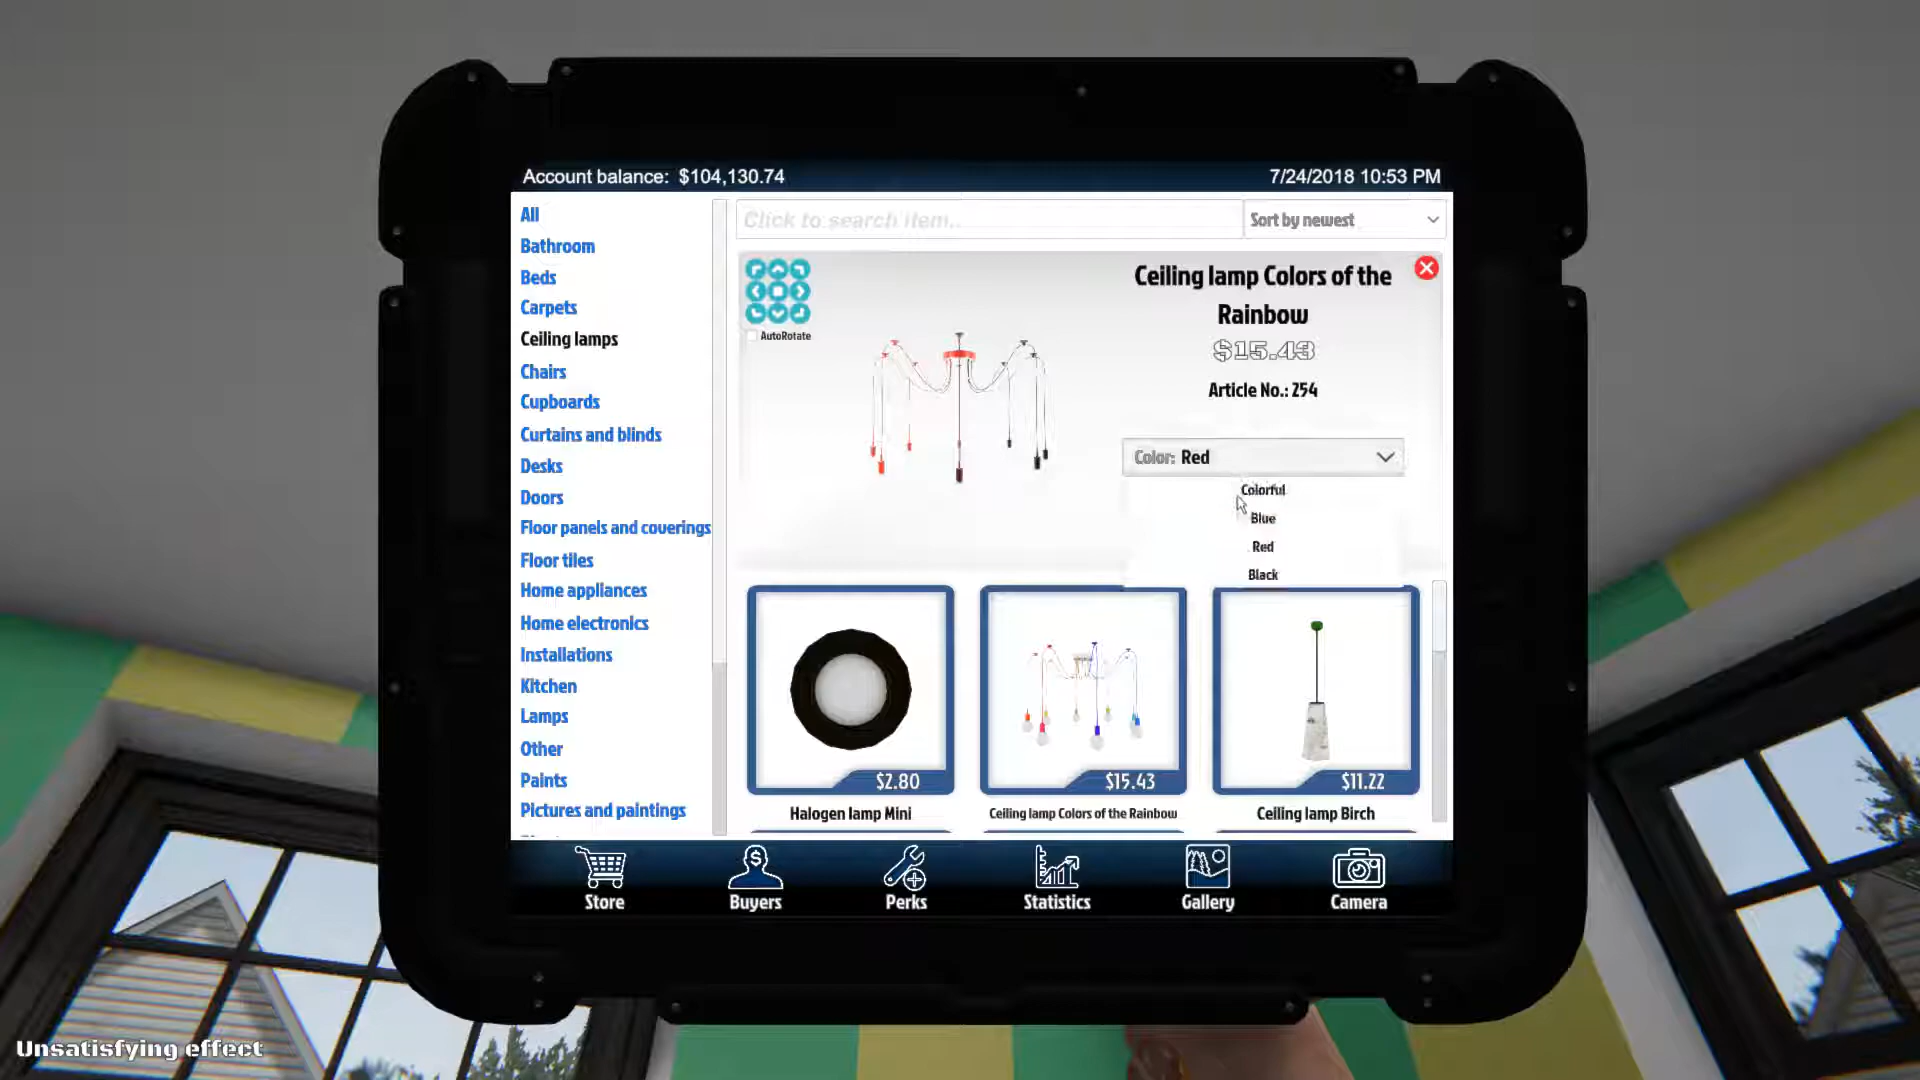 Account balance: $104,130.74
7/24/2018 10:53 PM
All
Bathroom
Beds
Carpets
Ceiling lamps
Chairs
Cupboards
Curtains and blinds
Desks
Doors
Floor panels and coverings
Floor tiles
Home appliances
Home electronics
Installations
Kitchen
Lamps
Other
Paints
Pictures and paintings
Click to search item..
Sort by newest
AutoRotate
Ceiling lamp Colors of the
Rainbow
$15.43
Article No.: 254
Color: Red
Colorful
Blue
Red
Black
$2.80
Halogen lamp Mini
$15.43
Ceiling lamp Colors of the Rainbow
$11.22
Ceiling lamp Birch
Store
Buyers
Perks
Statistics
Gallery
Camera
Unsatisfying effect